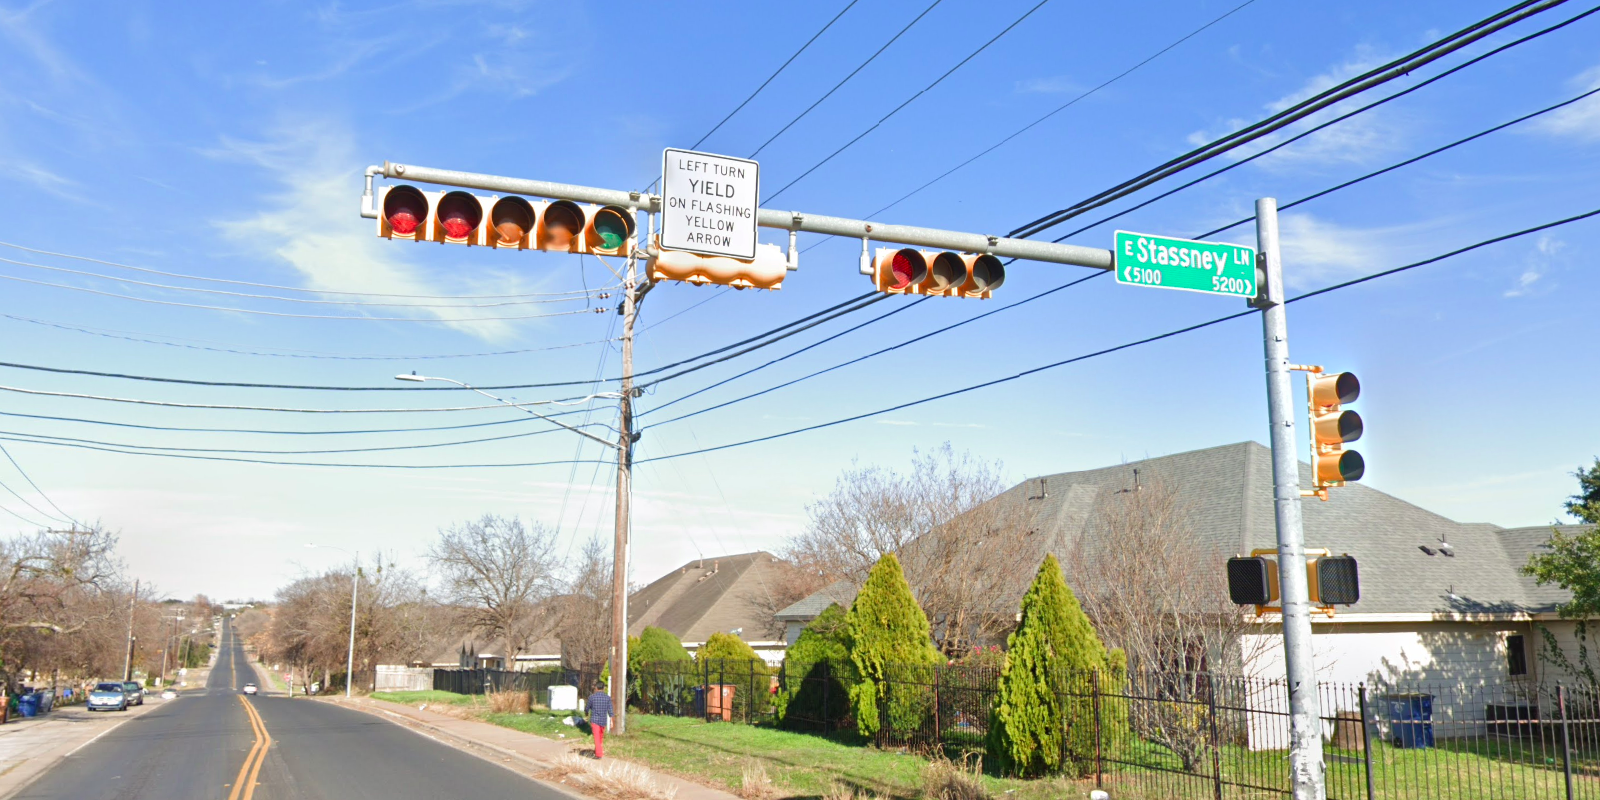 LEFT TURN
YIELD
ON FLASHING
YELLOW
ARROW
E Stassney LN
5100 5200